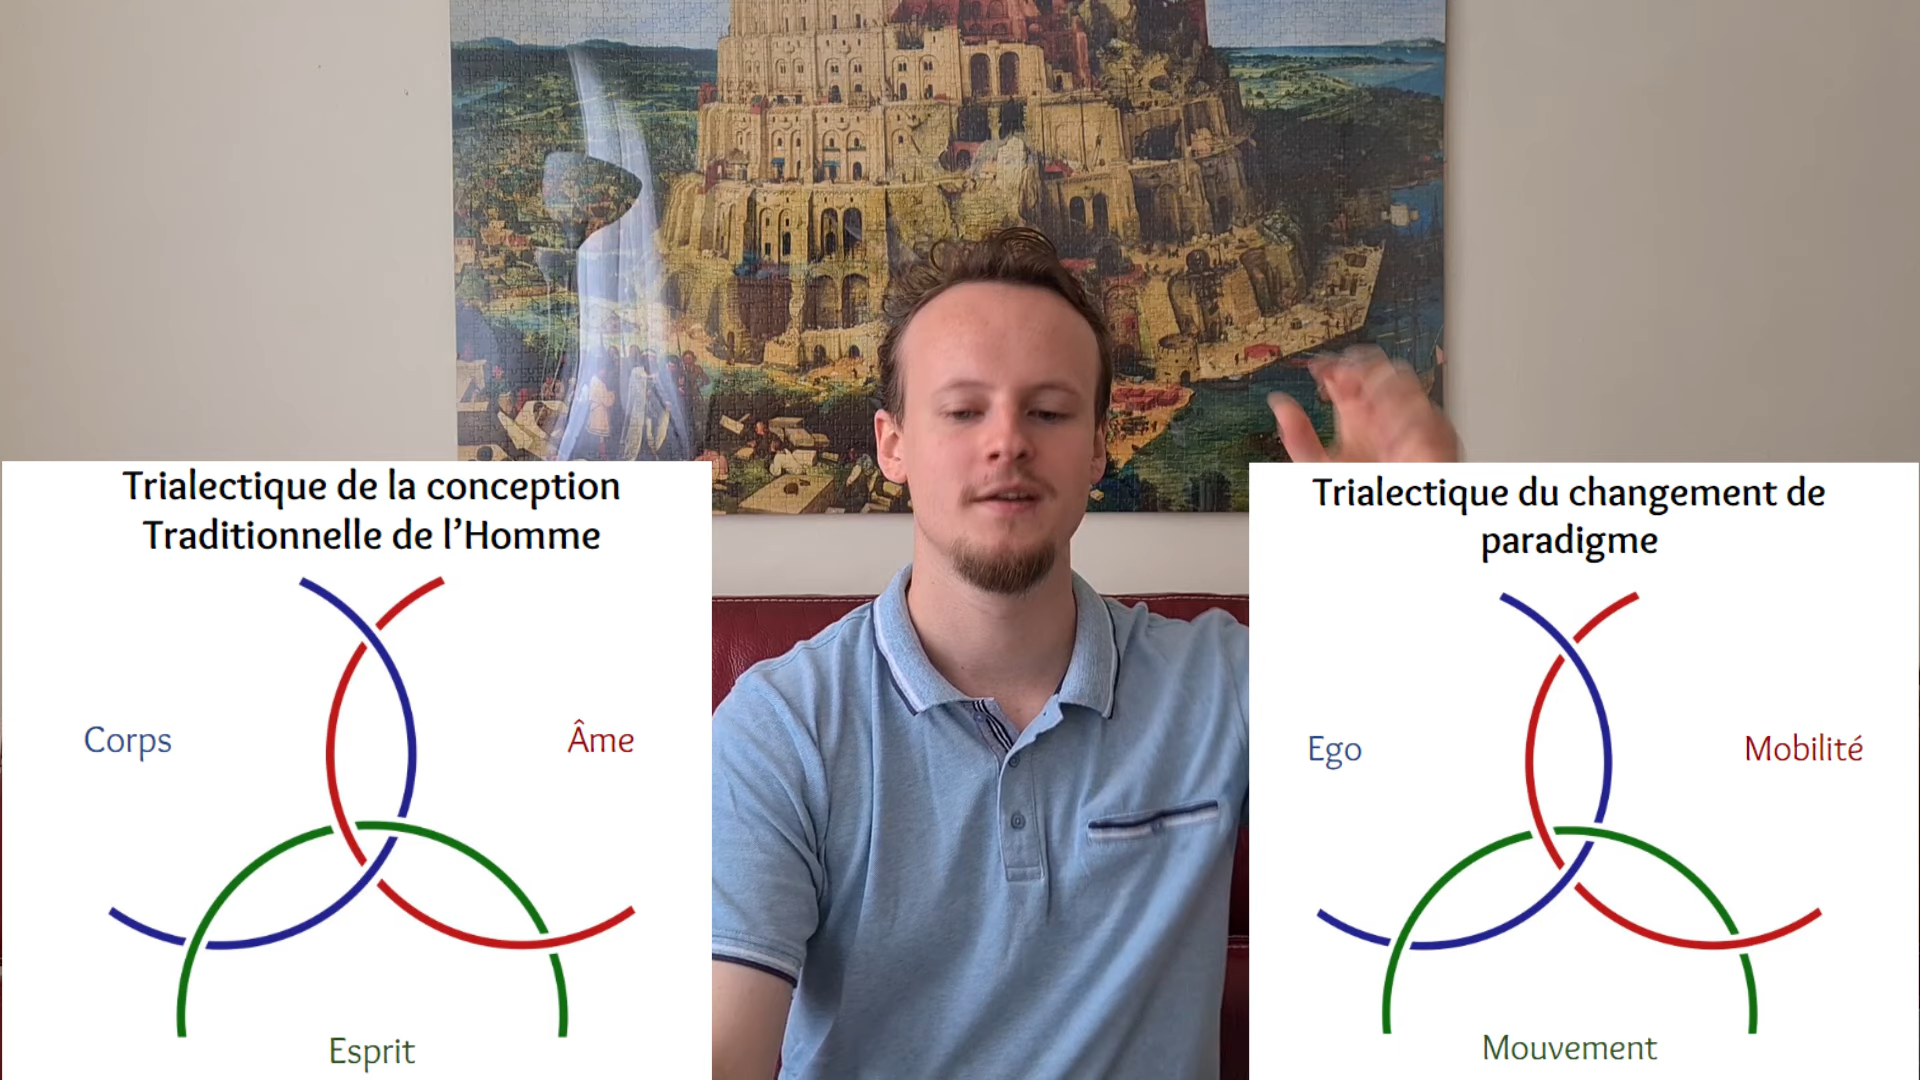 Trialectique de la conception
Traditionnelle de l’Homme
Corps
Âme
Esprit
Trialectique du changement de
paradigme
Ego
Mobilité
Mouvement